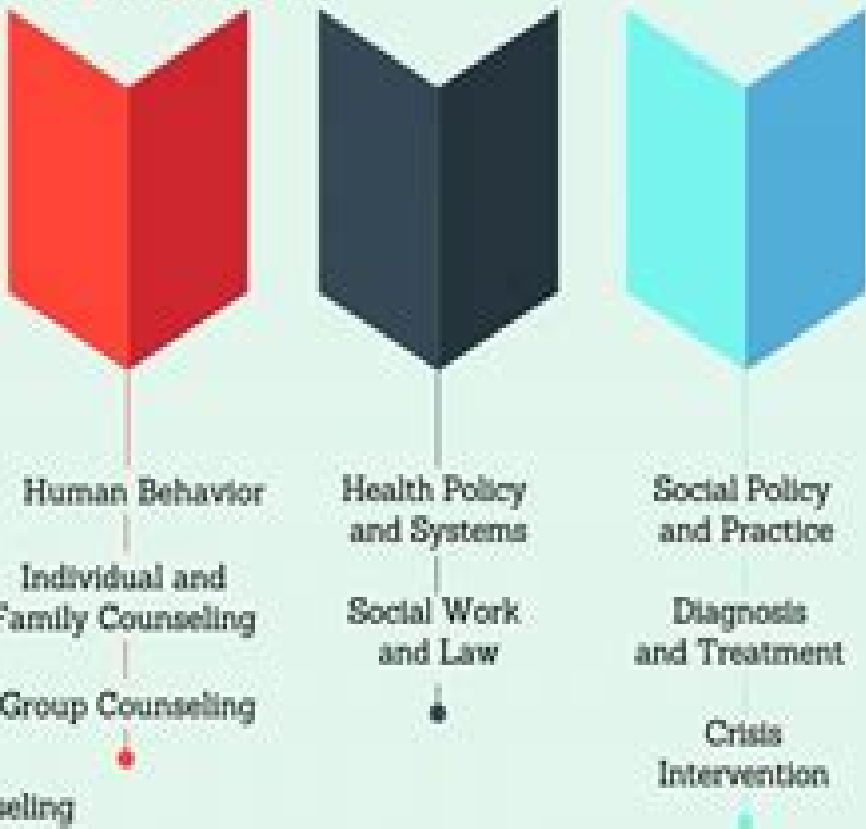 Human Behavior
Individual and
Family Counseling
Group Counseling
Health Policy
and Systems
Social Work
and Law
Social Policy
and Practice
Diagnosis
and Treatment
Crisis
Intervention
seling